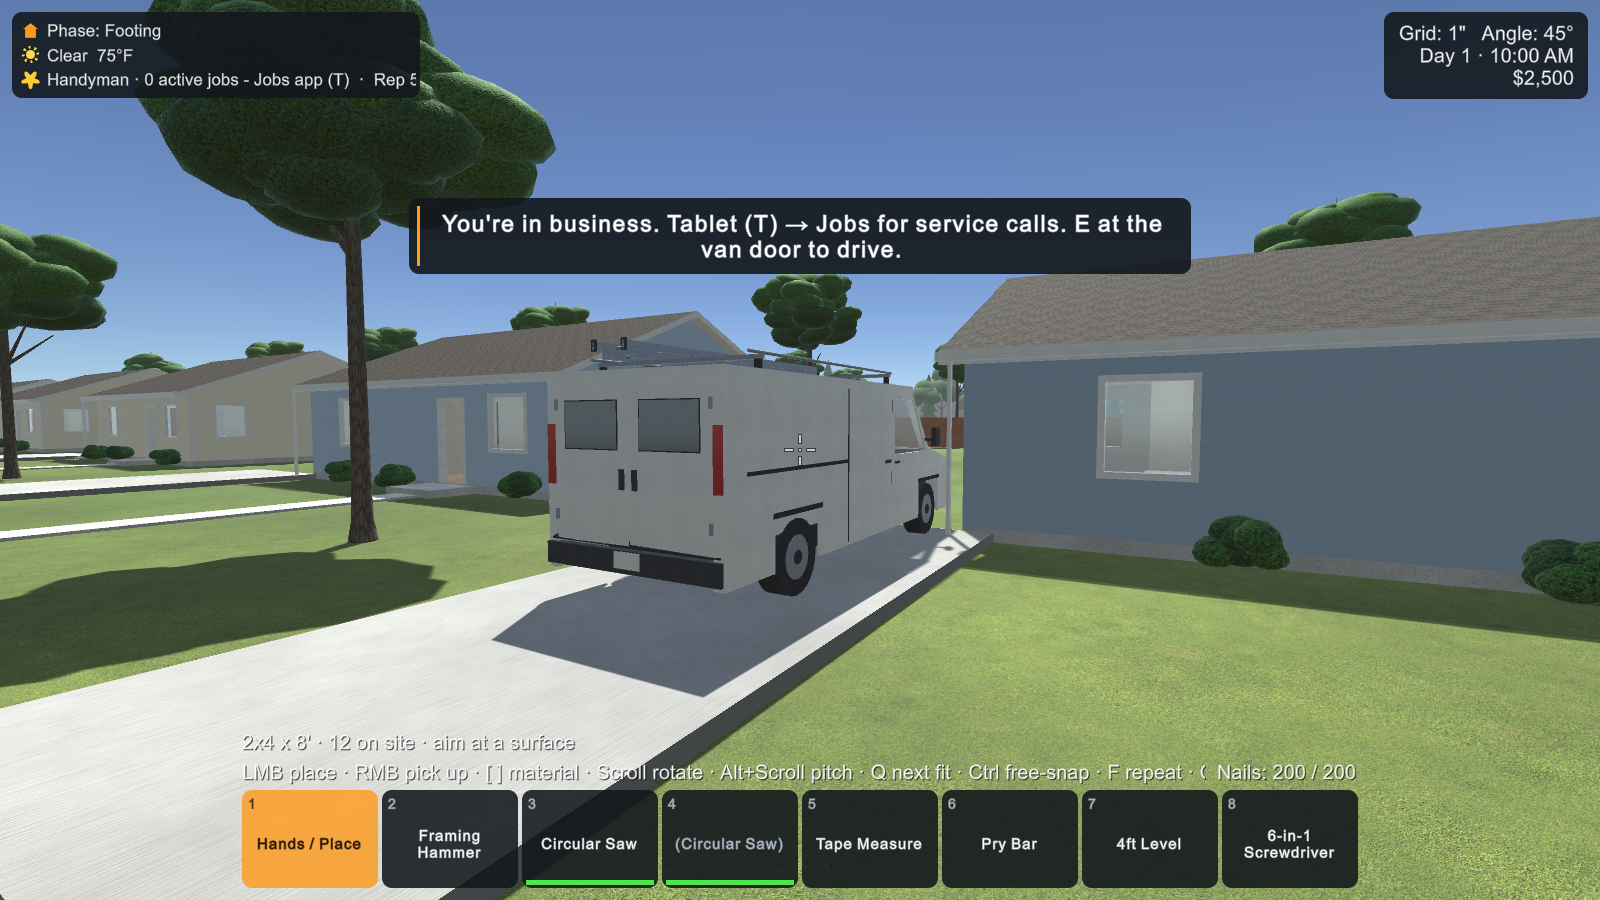 Phase: Footing
Clear 75°F
Handyman · 0 active jobs - Jobs app (T) · Rep
Grid: 1" Angle: 45°
Day 1 · 10:00 AM
$2,500
You're in business. Tablet (T) → Jobs for service calls. E at the
van door to drive.
2x4 x 8' · 12 on site · aim at a surface
LMB place · RMB pick up · [ ] material · Scroll rotate · Alt+Scroll pitch · Q next fit · Ctrl free-snap · F repeat · Nails: 200 / 200
1
Hands / Place
2
Framing
Hammer
3
Circular Saw
4
(Circular Saw)
5
Tape Measure
6
Pry Bar
7
4ft Level
8
6-in-1
Screwdriver